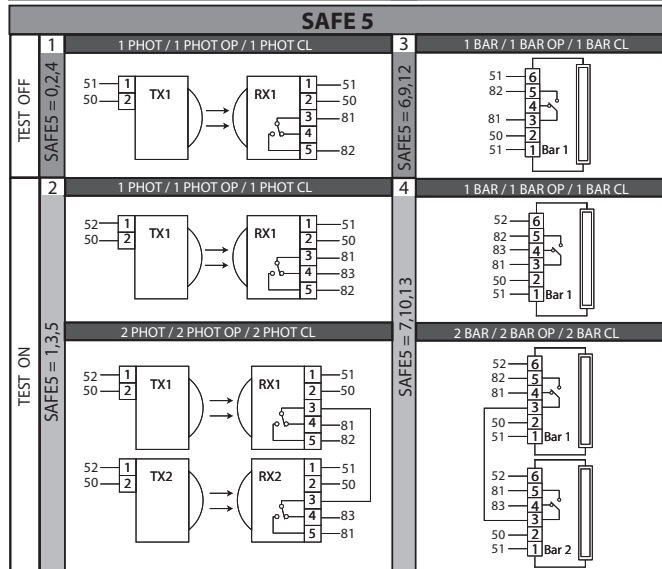 SAFE 5
TEST OFF
SAFE5 = 0,2,4
1
1 PHOT / 1 PHOT OP / 1 PHOT CL
51 1
50 2
TX1
RX1
1 51
2 50
3 81
4
5 82
SAFE5 = 6,9,12
3
1 BAR / 1 BAR OP / 1 BAR CL
51 6
82 5
4
81 3
50 2
51 1 Bar 1
TEST ON
SAFE5 = 1,3,5
2
1 PHOT / 1 PHOT OP / 1 PHOT CL
52 1
50 2
TX1
RX1
1 51
2 50
3 81
4 83
5 82
2 PHOT / 2 PHOT OP / 2 PHOT CL
52 1
50 2
TX1
RX1
1 51
2 50
3
4 81
5 82
52 1
50 2
TX2
RX2
1 51
2 50
3
4 83
5 81
SAFE5 = 7,10,13
4
1 BAR / 1 BAR OP / 1 BAR CL
52 6
82 5
83 4
81 3
50 2
51 1 Bar 1
2 BAR / 2 BAR OP / 2 BAR CL
52 6
82 5
81 4
3
50 2
51 1 Bar 1
52 6
81 5
83 4
3
50 2
51 1 Bar 2